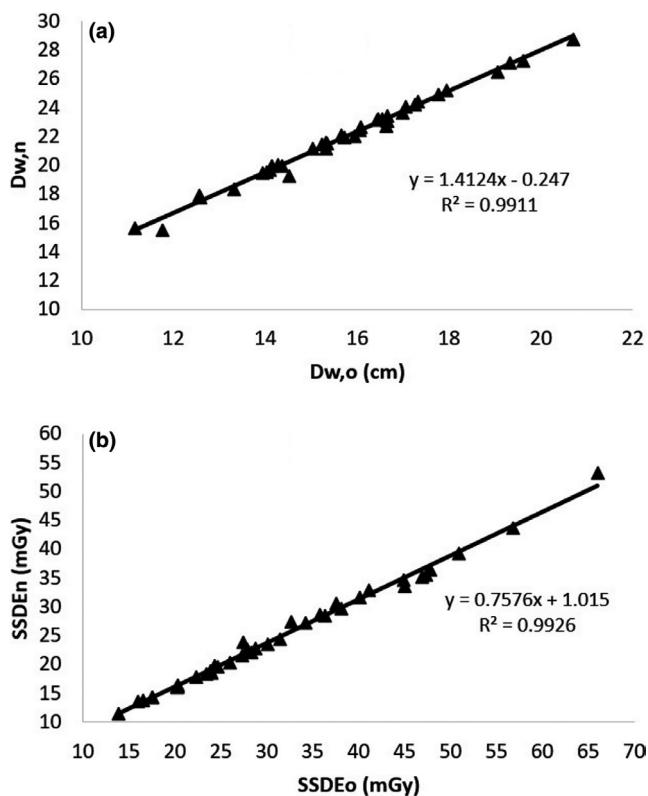 (a)
30
28
26
24
22
20
18
16
14
12
10
Dw,n
y = 1.4124x - 0.247
R² = 0.9911
10 12 14 16 18 20 22
Dw,o (cm)
(b)
60
55
50
45
40
35
30
25
20
15
10
SSDEn (mGy)
y = 0.7576x + 1.015
R² = 0.9926
10 15 20 25 30 35 40 45 50 55 60 65 70
SSDEo (mGy)